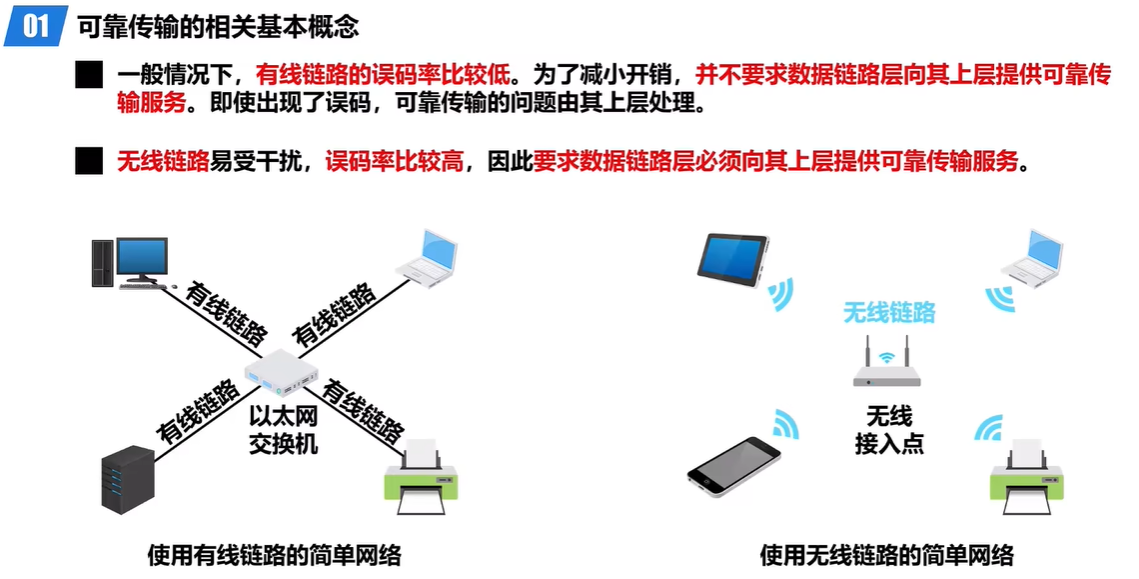 01 可靠传输的相关基本概念
一般情况下，有线链路的误码率比较低。为了减小开销，并不要求数据链路层向其上层提供可靠传
输服务。即使出现了误码，可靠传输的问题由其上层处理。
无线链路易受干扰，误码率比较高，因此要求数据链路层必须向其上层提供可靠传输服务。
有线链路
有线链路
有线链路
有线链路
以太网
交换机
使用有线链路的简单网络
无线链路
无线
接入点
使用无线链路的简单网络